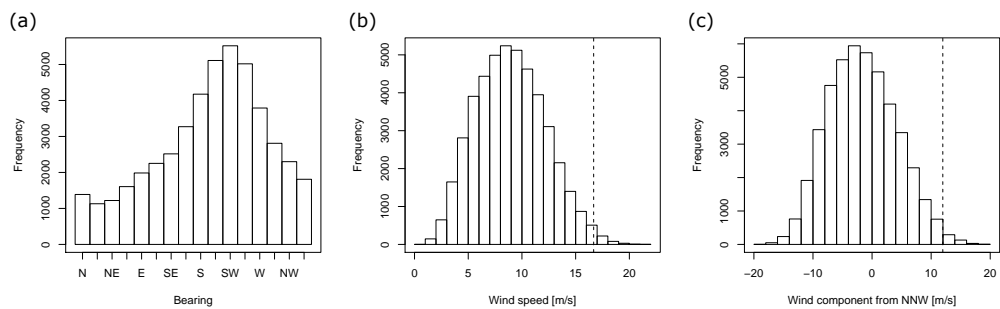 (a)
Frequency
0 1000 2000 3000 4000 5000
N NE E SE S SW W NW
Bearing
(b)
Frequency
0 1000 2000 3000 4000 5000
0 5 10 15 20
Wind speed [m/s]
(c)
Frequency
0 1000 3000 5000
−20 −10 0 10 20
Wind component from NNW [m/s]